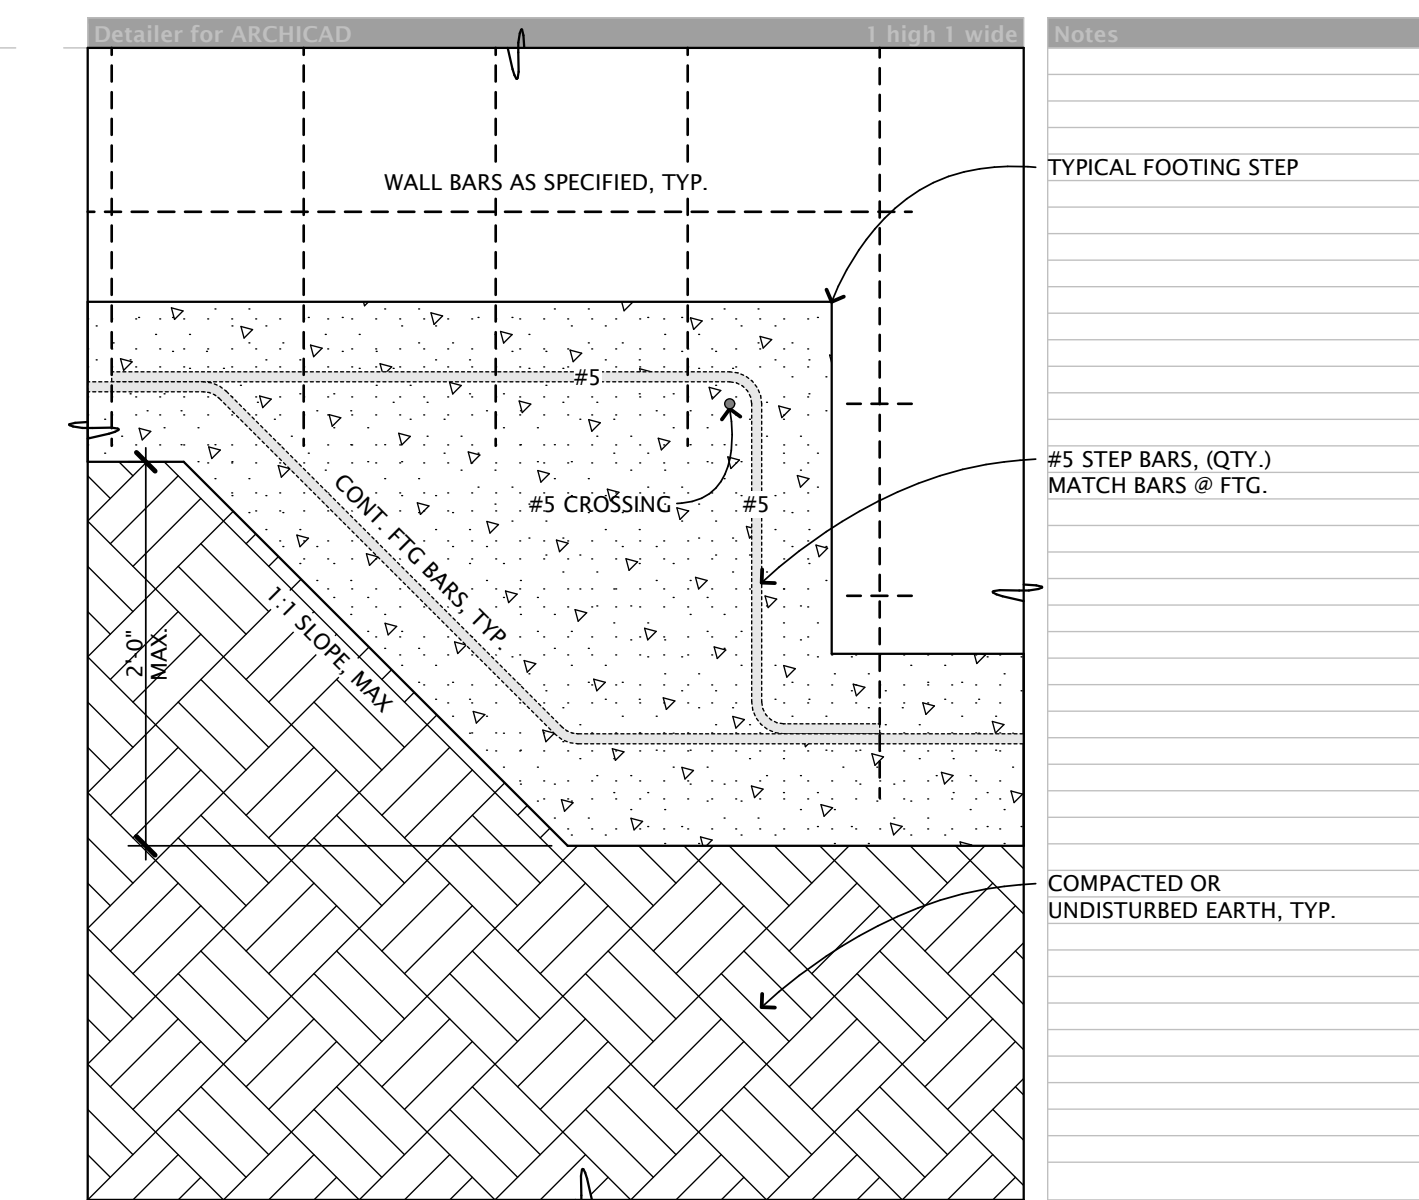 Detailer for ARCHICAD
1 high 1 wide
Notes
WALL BARS AS SPECIFIED, TYP.
TYPICAL FOOTING STEP
#5
#5 STEP BARS, (QTY.)
MATCH BARS @ FTG.
#5 CROSSING
#5
CONT. FTG BARS, TYP
1:1 SLOPE, MAX
2'-0"
MAX.
COMPACTED OR
UNDISTURBED EARTH, TYP.